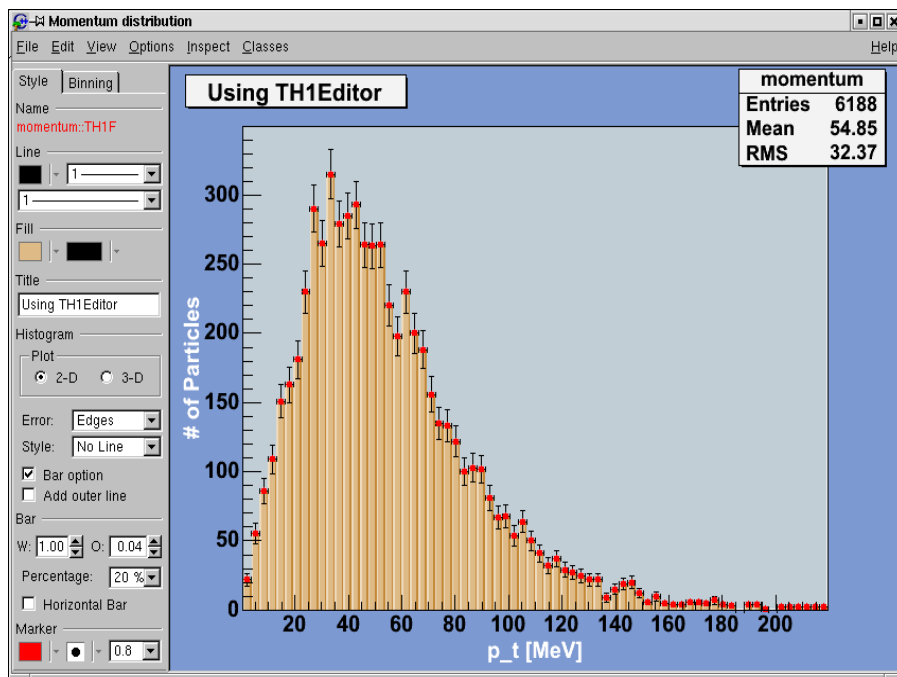 Momentum distribution
File Edit View Options Inspect Classes Help
Style Binning
Name
momentum::TH1F
Line
1
1
Fill
Title
Using TH1Editor
Histogram
Plot
2-D 3-D
Error: Edges
Style: No Line
Bar option
Add outer line
Bar
W: 1.00 O: 0.04
Percentage: 20 %
Horizontal Bar
Marker
0.8
Using TH1Editor
momentum
Entries 6188
Mean 54.85
RMS 32.37
# of Particles
300
250
200
150
100
50
0
20 40 60 80 100 120 140 160 180 200
p_t [MeV]